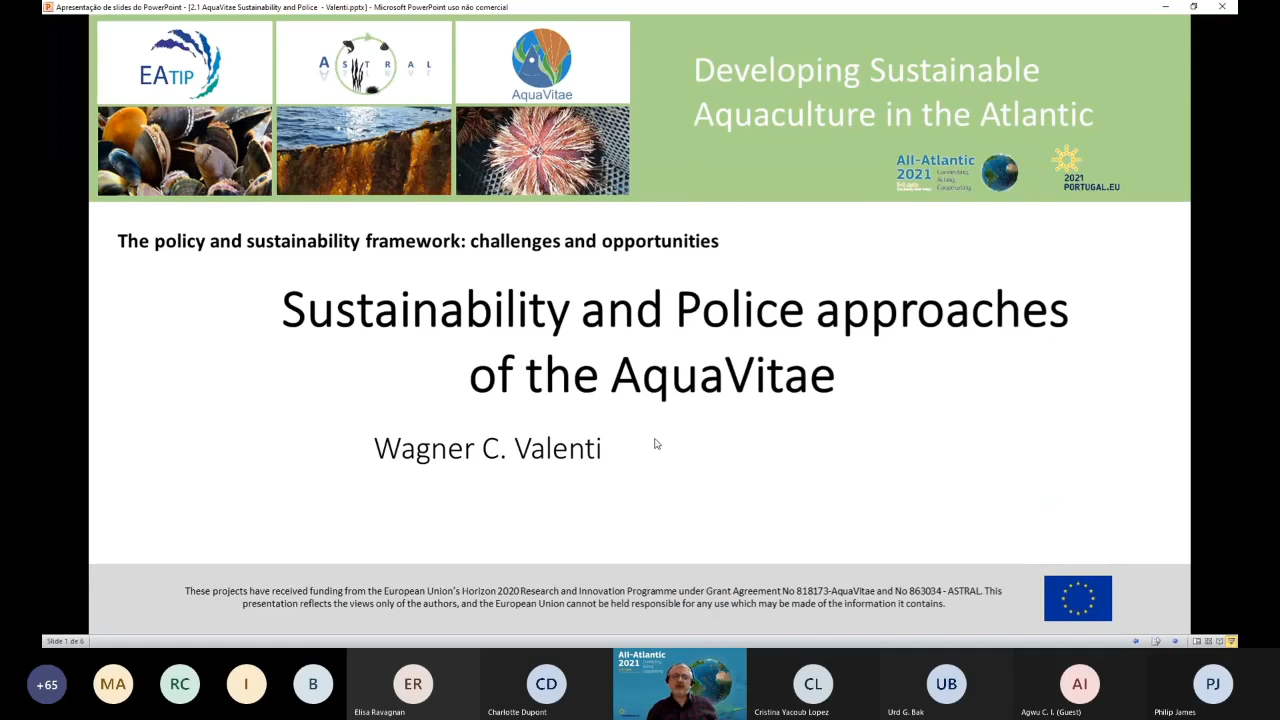 Apresentação de slides do PowerPoint - [2.1 AquaVitae Sustainability and Police - Valenti.pptx] - Microsoft PowerPoint uso não comercial
EATIP
ASTRAL
AquaVitae
Developing Sustainable
Aquaculture in the Atlantic
All-Atlantic
2021
Connecting,
Acting,
Cooperating
2021
PORTUGAL.EU
The policy and sustainability framework: challenges and opportunities
Sustainability and Police approaches
of the AquaVitae
Wagner C. Valenti
These projects have received funding from the European Union's Horizon 2020 Research and Innovation Programme under Grant Agreement No 818173-AquaVitae and No 863034 - ASTRAL. This
presentation reflects the views only of the authors, and the European Union cannot be held responsible for any use which may be made of the information it contains.
Slide 1 de 6
+65
MA
RC
I
B
ER
Elisa Ravagnan
CD
Charlotte Dupont
All-Atlantic
2021
CL
Cristina Yacoub Lopez
UB
Urd G. Bak
AI
Agwu C. I. (Guest)
PJ
Philip James